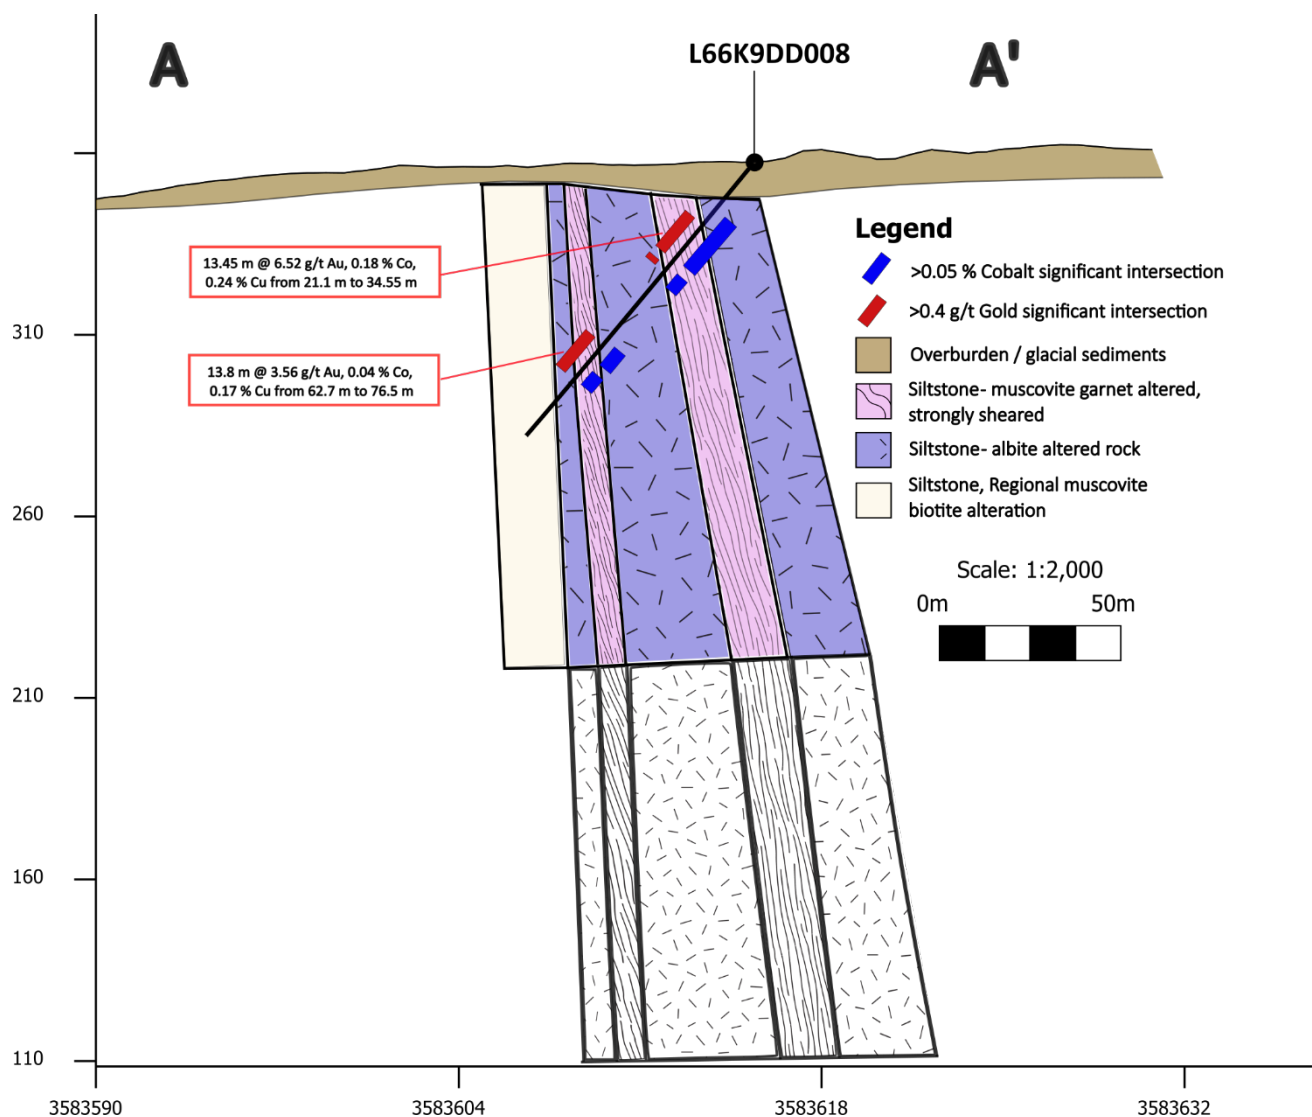 A
L66K9DD008
A'
13.45 m @ 6.52 g/t Au, 0.18 % Co,
0.24 % Cu from 21.1 m to 34.55 m
13.8 m @ 3.56 g/t Au, 0.04 % Co,
0.17 % Cu from 62.7 m to 76.5 m
Legend
>0.05 % Cobalt significant intersection
>0.4 g/t Gold significant intersection
Overburden / glacial sediments
Siltstone- muscovite garnet altered,
strongly sheared
Siltstone- albite altered rock
Siltstone, Regional muscovite
biotite alteration
Scale: 1:2,000
0m 50m
310
260
210
160
110
3583590 3583604 3583618 3583632